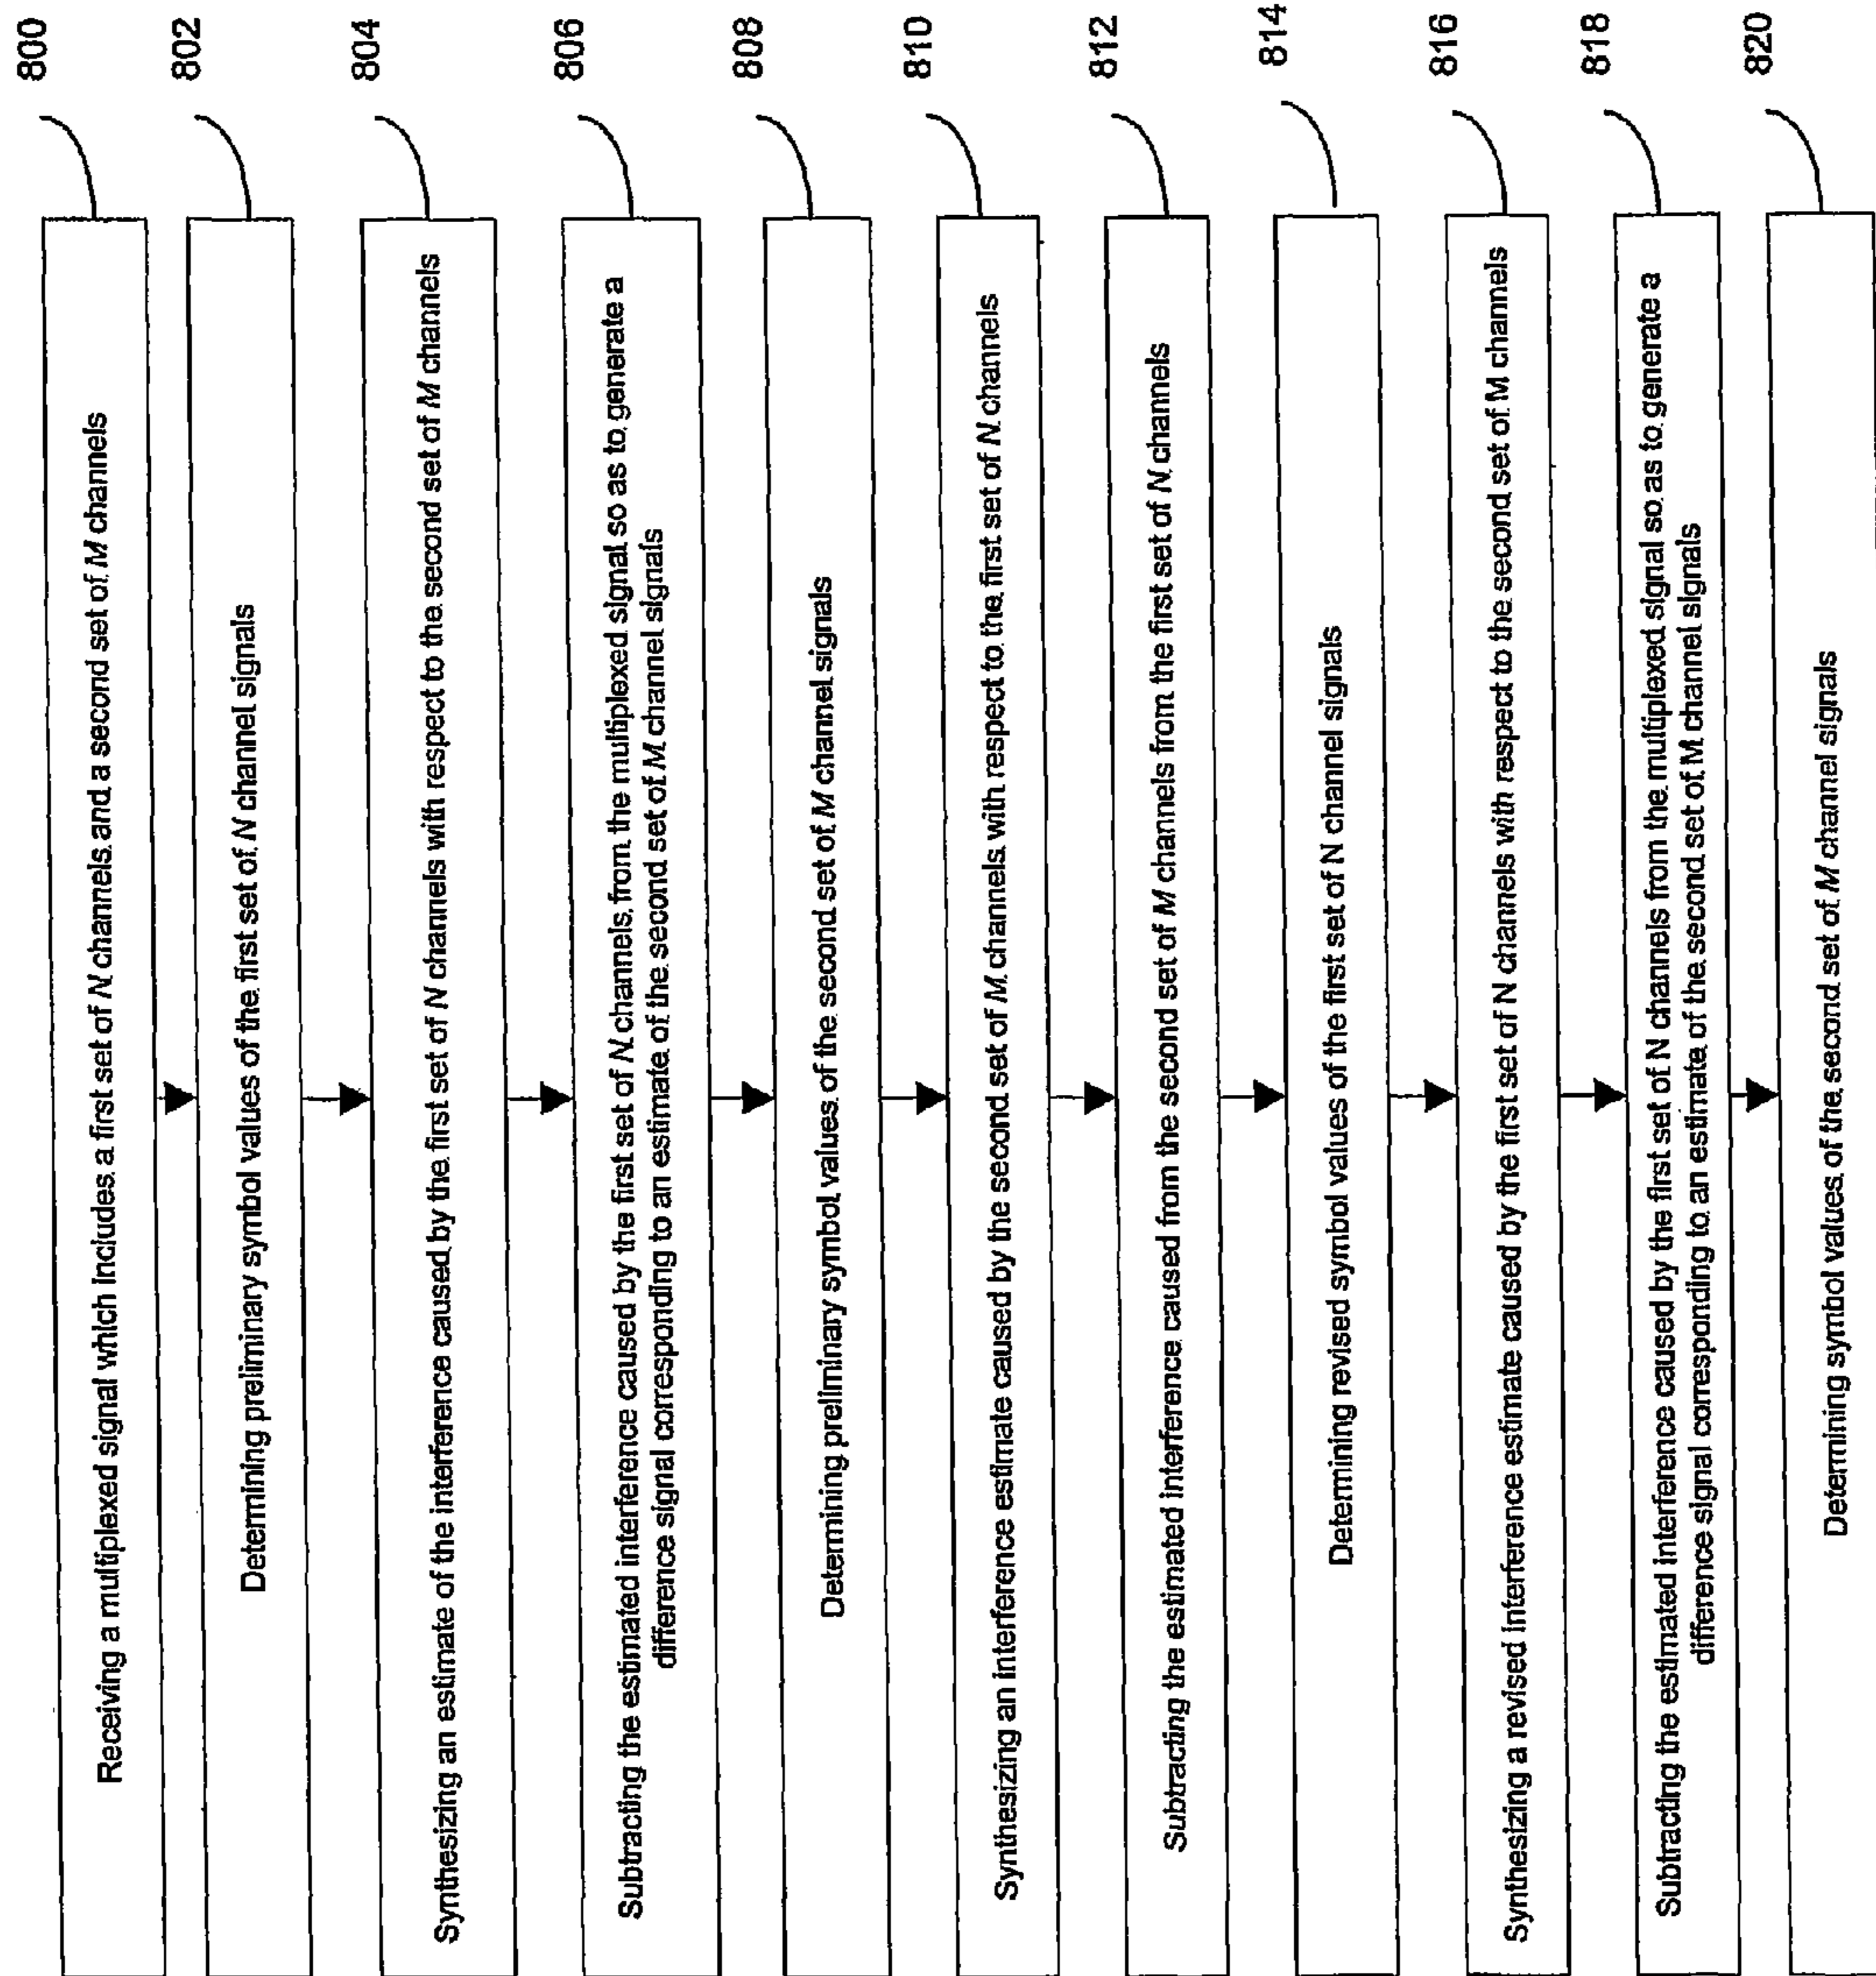 800
Receiving a multiplexed signal which includes a first set of N channels and a second set of M channels
802
Determining preliminary symbol values of the first set of N channel signals
804
Synthesizing an estimate of the interference caused by the first set of N channels with respect to the second set of M channels
806
Subtracting the estimated interference caused by the first set of N channels from the multiplexed signal so as to generate a
difference signal corresponding to an estimate of the second set of M channel signals
808
Determining preliminary symbol values of the second set of M channel signals
810
Synthesizing an interference estimate caused by the second set of M channels with respect to the first set of N channels
812
Subtracting the estimated interference caused from the second set of M channels from the first set of N channels
814
Determining revised symbol values of the first set of N channel signals
816
Synthesizing a revised interference estimate caused by the first set of N channels with respect to the second set of M channels
818
Subtracting the estimated interference caused by the first set of N channels from the multiplexed signal so as to generate a
difference signal corresponding to an estimate of the second set of M channel signals
820
Determining symbol values of the second set of M channel signals